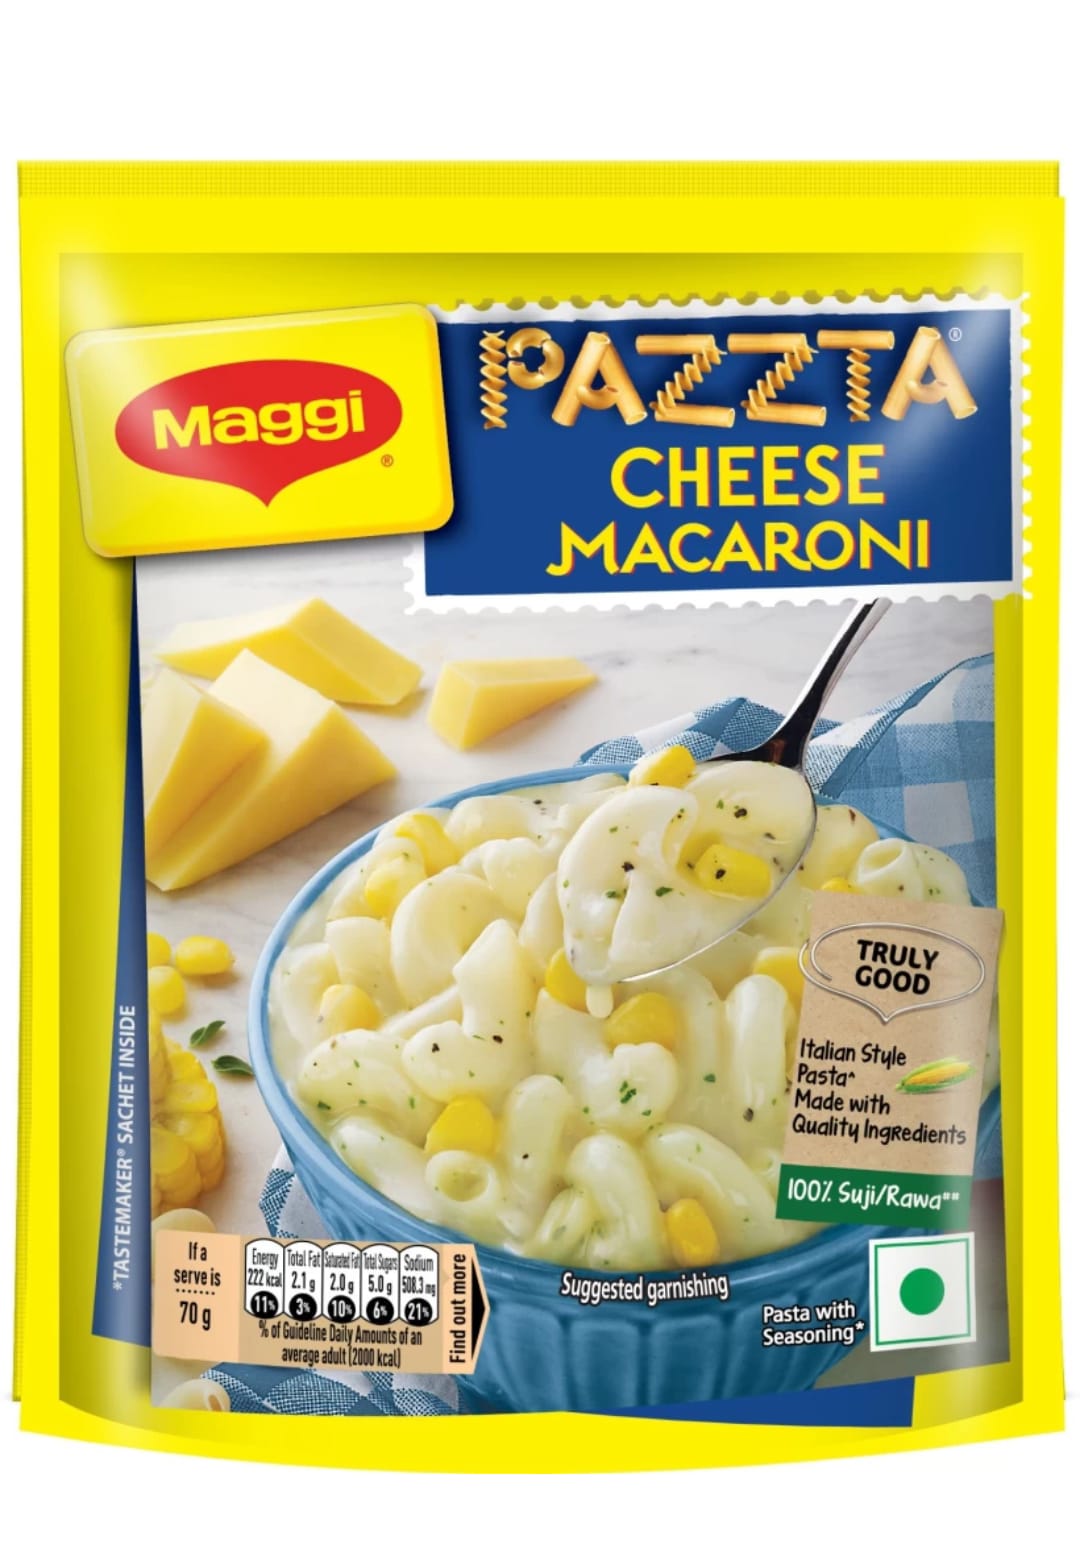 Maggi®
PAZZTA®
CHEESE
MACARONI
TRULY
GOOD
Italian Style
Pasta^
Made with
Quality Ingredients
100% Suji/Rawa**
*TASTEMAKER® SACHET INSIDE
If a
serve is
70 g
Energy
222 kcal
11%
Total Fat
2.1 g
3%
Saturated Fat
2.0 g
10%
Total Sugars
5.0 g
6%
Sodium
508.3 mg
21%
% of Guideline Daily Amounts of an
average adult (2000 kcal)
Find out more
Suggested garnishing
Pasta with
Seasoning*